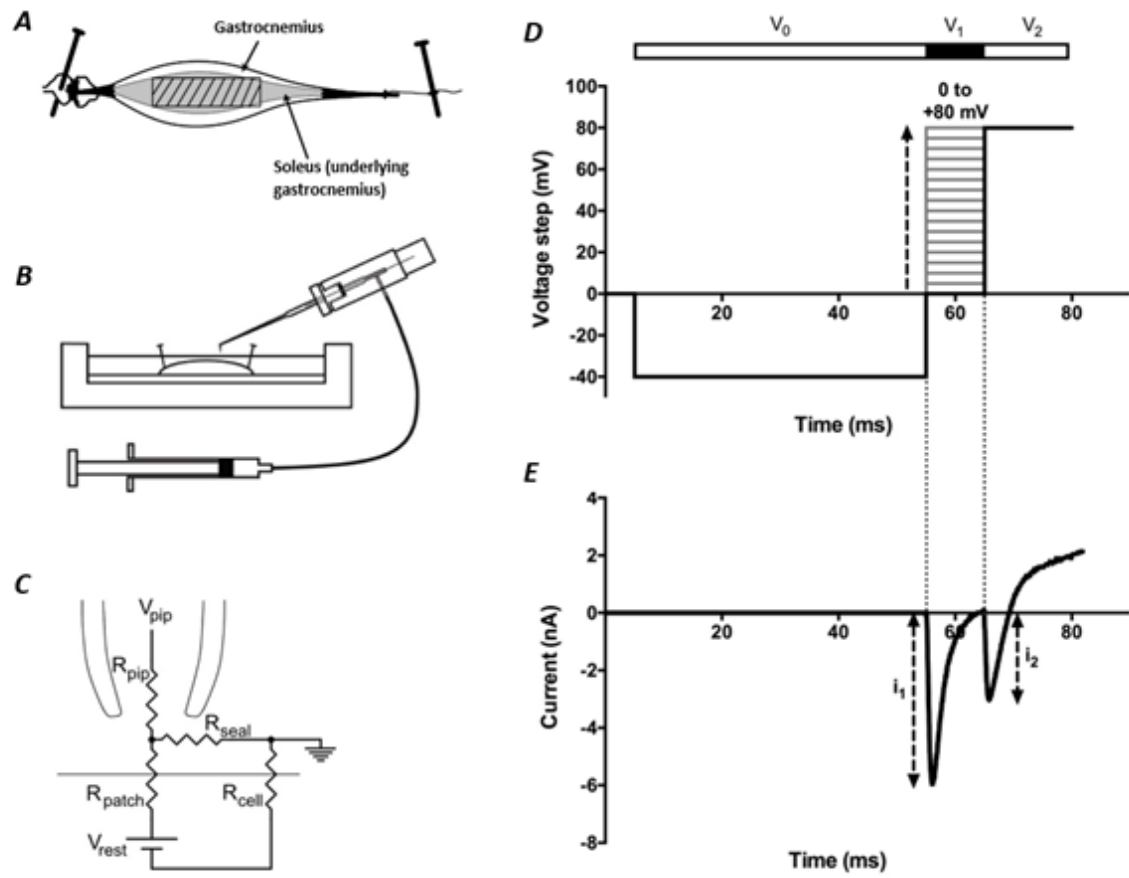 A
Gastrocnemius
Soleus (underlying
gastrocnemius)
B
C
V_pip
R_pip
R_seal
R_patch
R_cell
V_rest
D
V_0
V_1
V_2
0 to
+80 mV
100
80
60
40
20
0
-20
-40
20
40
60
80
Voltage step (mV)
Time (ms)
E
4
2
0
-2
-4
-6
-8
20
40
60
80
i_1
i_2
Current (nA)
Time (ms)